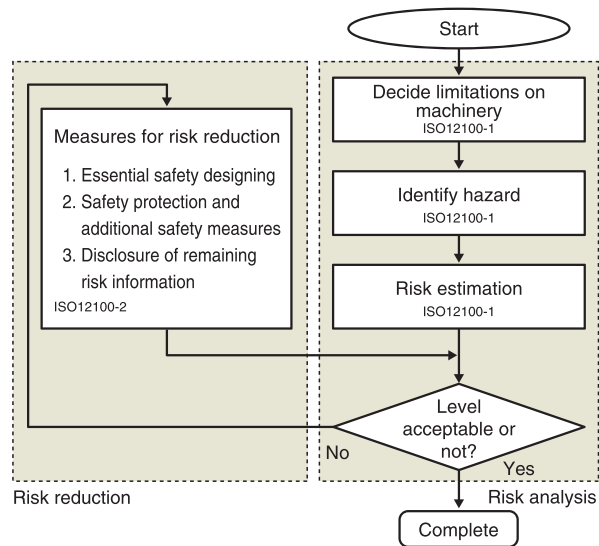 Start
Decide limitations on
machinery
ISO12100-1
Identify hazard
ISO12100-1
Risk estimation
ISO12100-1
Measures for risk reduction
1. Essential safety designing
2. Safety protection and
additional safety measures
3. Disclosure of remaining
risk information
ISO12100-2
Level
acceptable or
not?
No
Yes
Risk reduction
Risk analysis
Complete